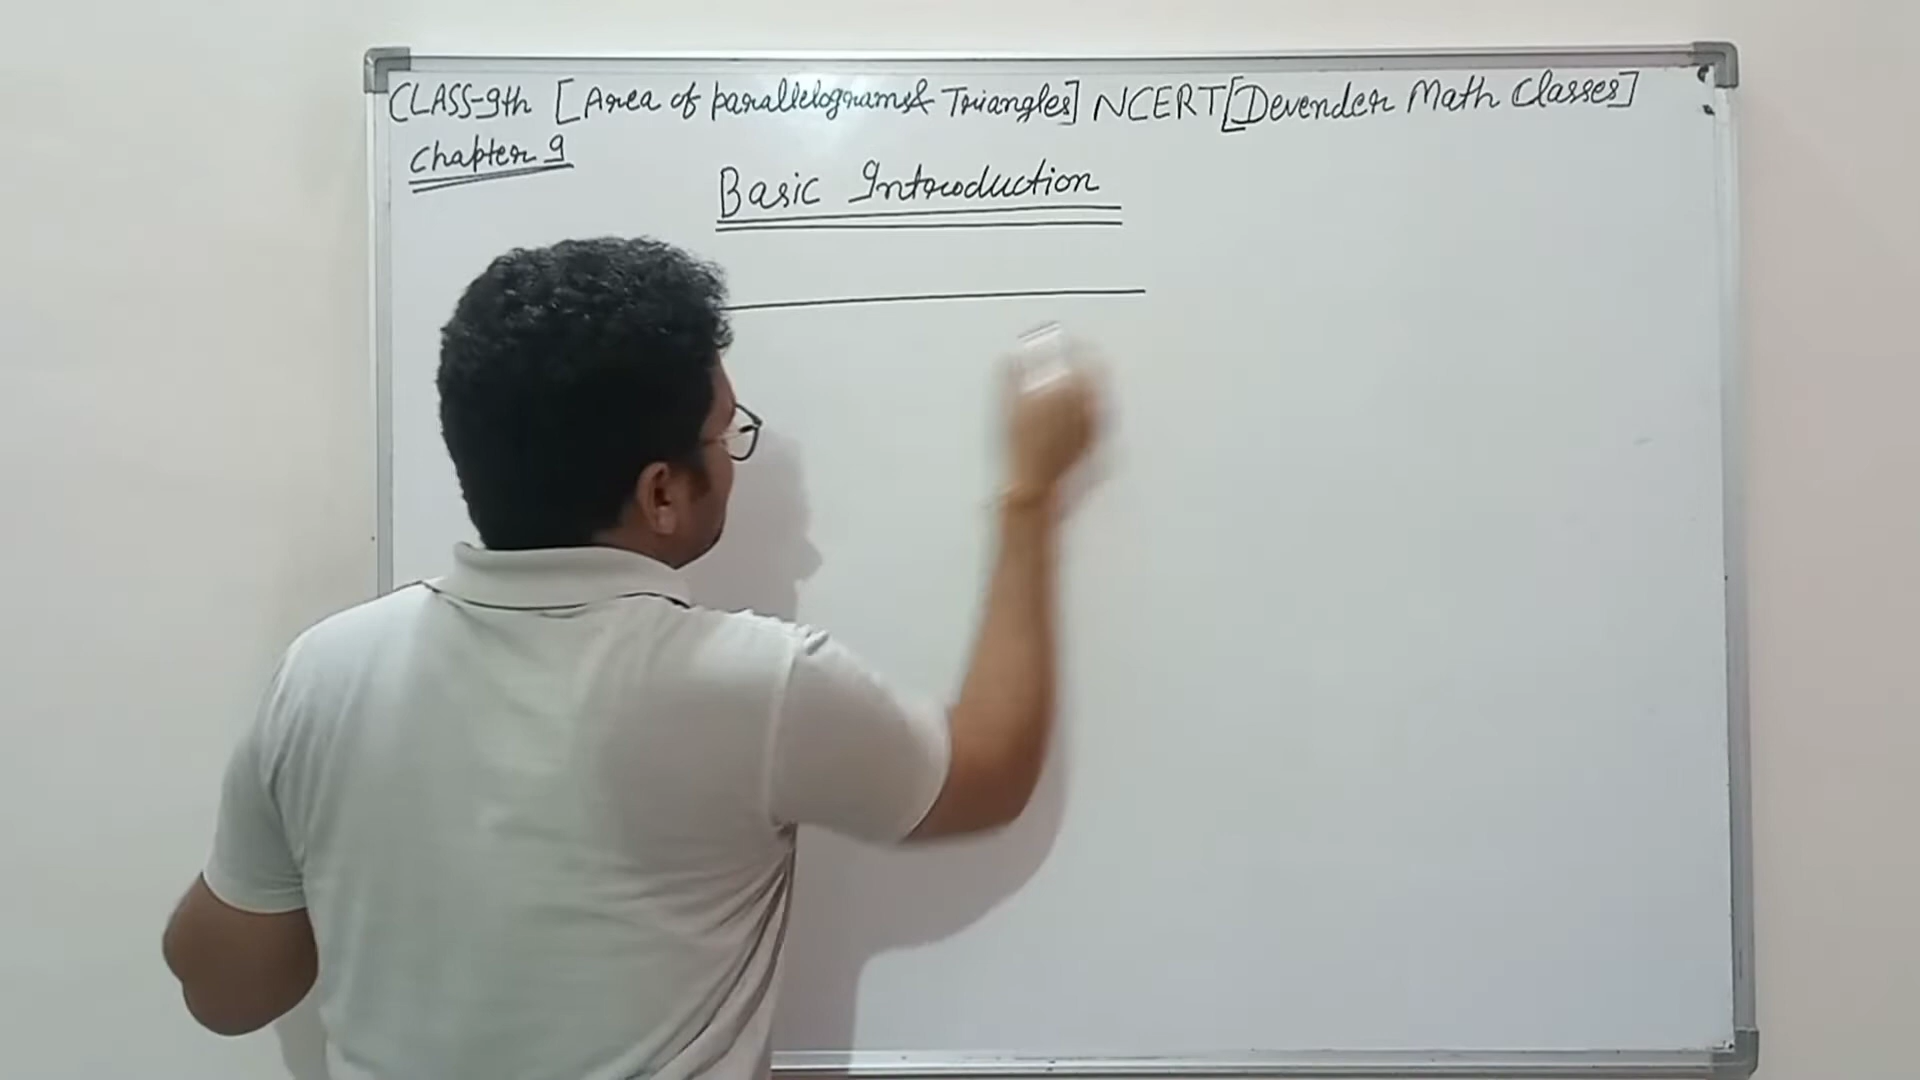 CLASS-9th [Area of parallelograms& Triangles] NCERT [Devender Math Classes]
Chapter 9
Basic Introduction